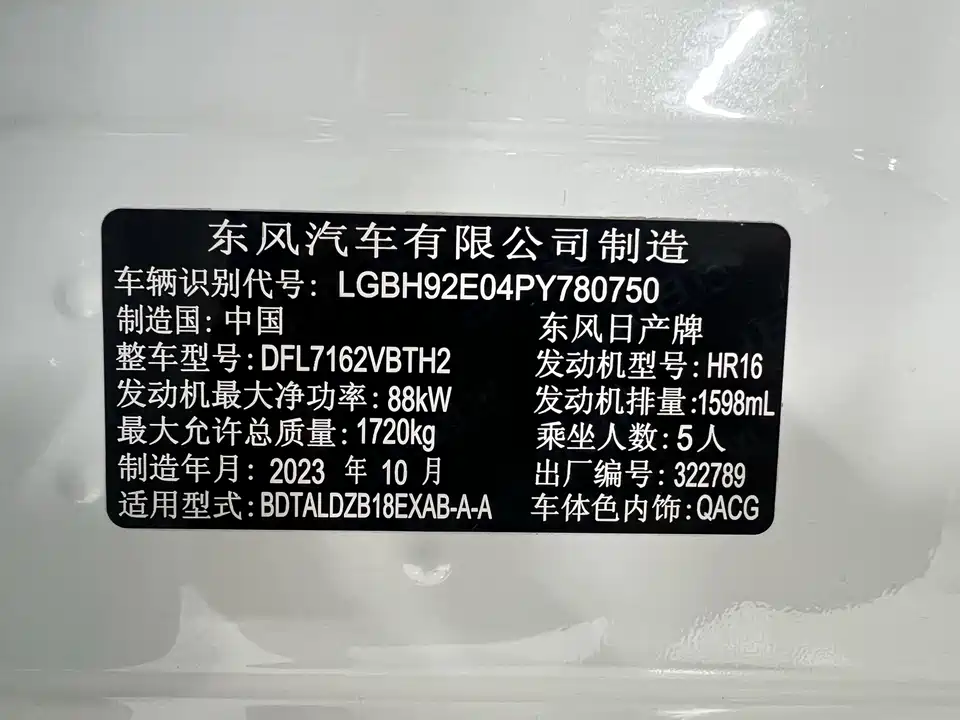 东风汽车有限公司制造
车辆识别代号: LGBH92E04PY780750
制造国: 中国 东风日产牌
整车型号: DFL7162VBTH2 发动机型号: HR16
发动机最大净功率: 88kW 发动机排量: 1598mL
最大允许总质量: 1720kg 乘坐人数: 5人
制造年月: 2023 年 10 月 出厂编号: 322789
适用型式: BDTALDZB18EXAB-A-A 车体色内饰: QACG